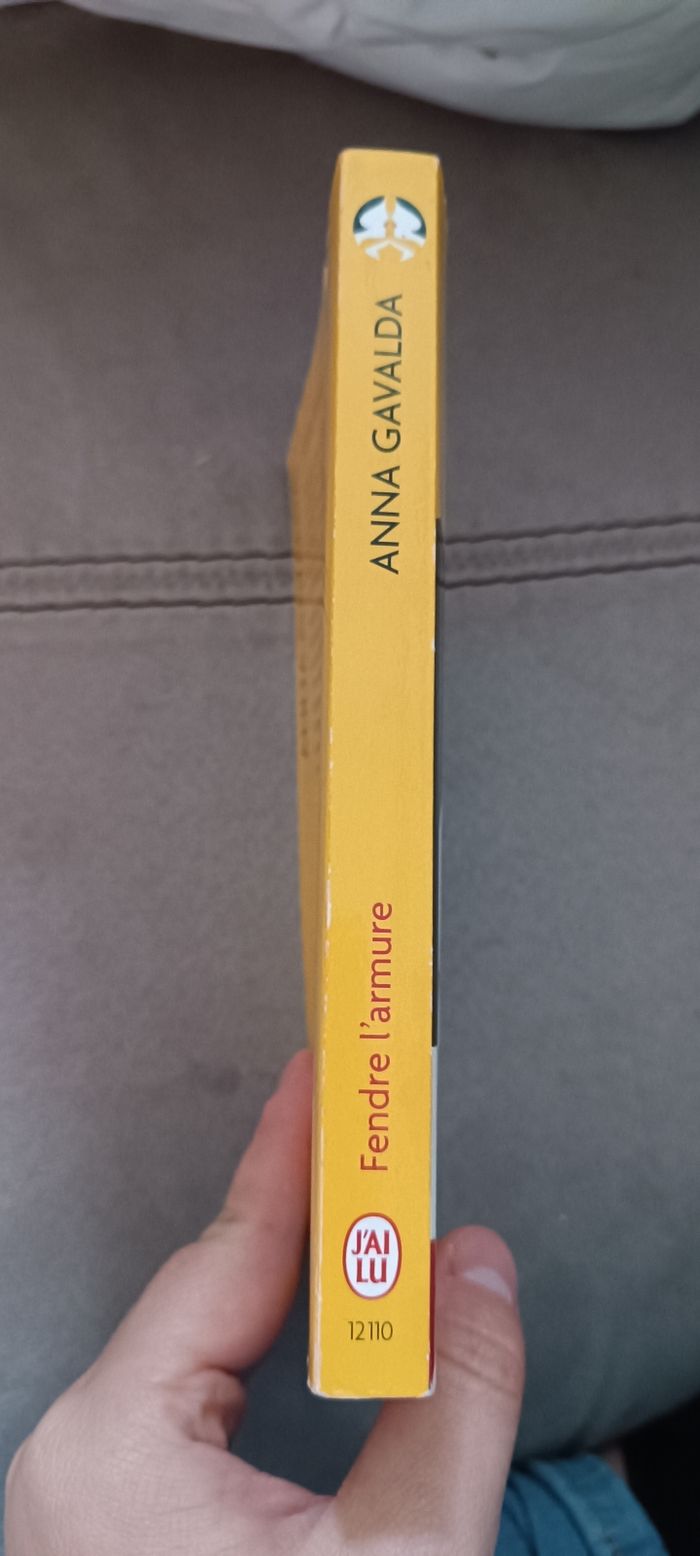 ANNA GAVALDA
Fendre l'armure
J'AI
LU
12110